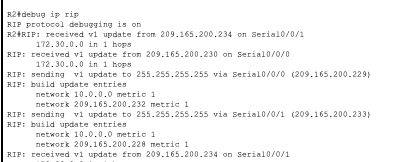 R2#debug ip rip
RIP protocol debugging is on
R2#RIP: received v1 update from 209.165.200.234 on Serial0/0/1
172.30.0.0 in 1 hops
RIP: received v1 update from 209.165.200.230 on Serial0/0/0
172.30.0.0 in 1 hops
RIP: sending v1 update to 255.255.255.255 via Serial0/0/0 (209.165.200.229)
RIP: build update entries
network 10.0.0.0 metric 1
network 209.165.200.232 metric 1
RIP: sending v1 update to 255.255.255.255 via Serial0/0/1 (209.165.200.233)
RIP: build update entries
network 10.0.0.0 metric 1
network 209.165.200.228 metric 1
RIP: received v1 update from 209.165.200.234 on Serial0/0/1